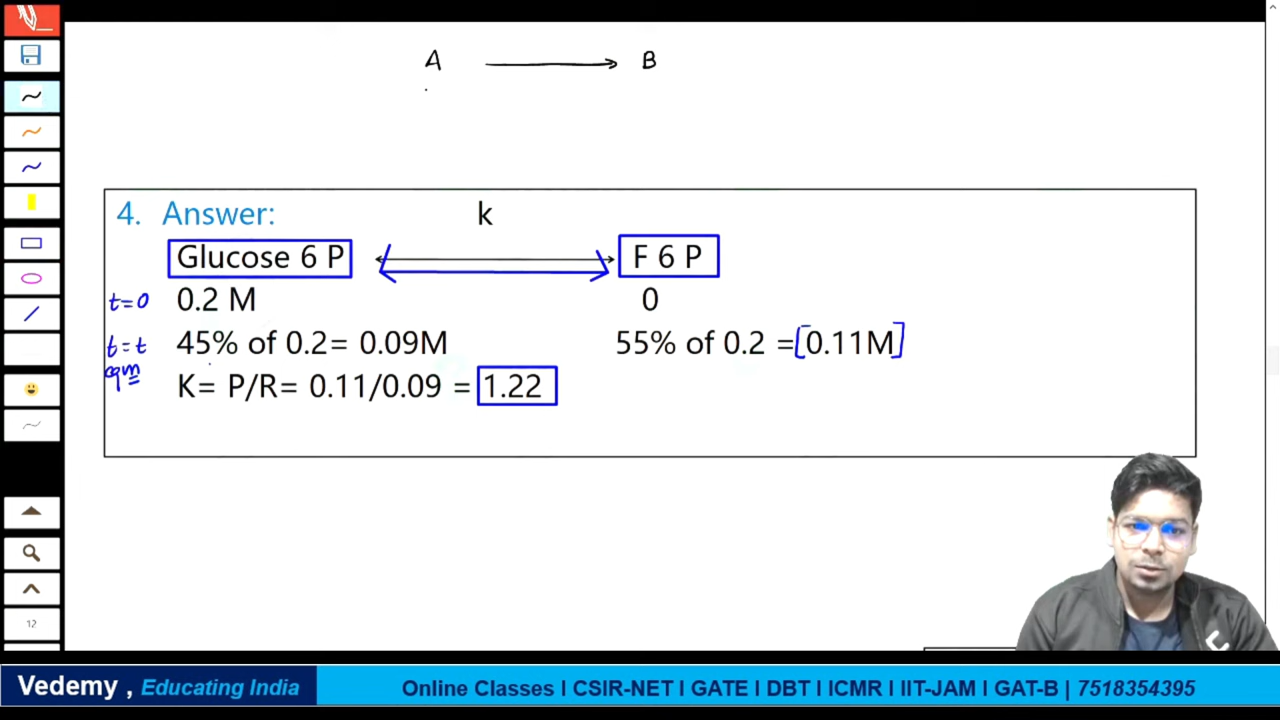 A → B
4. Answer: k
Glucose 6 P F 6 P
t=0 0.2 M 0
t=t 45% of 0.2= 0.09M 55% of 0.2 =[0.11M]
eqm K= P/R= 0.11/0.09 = 1.22
12
Vedemy , Educating India Online Classes I CSIR-NET I GATE I DBT I ICMR I IIT-JAM I GAT-B | 7518354395